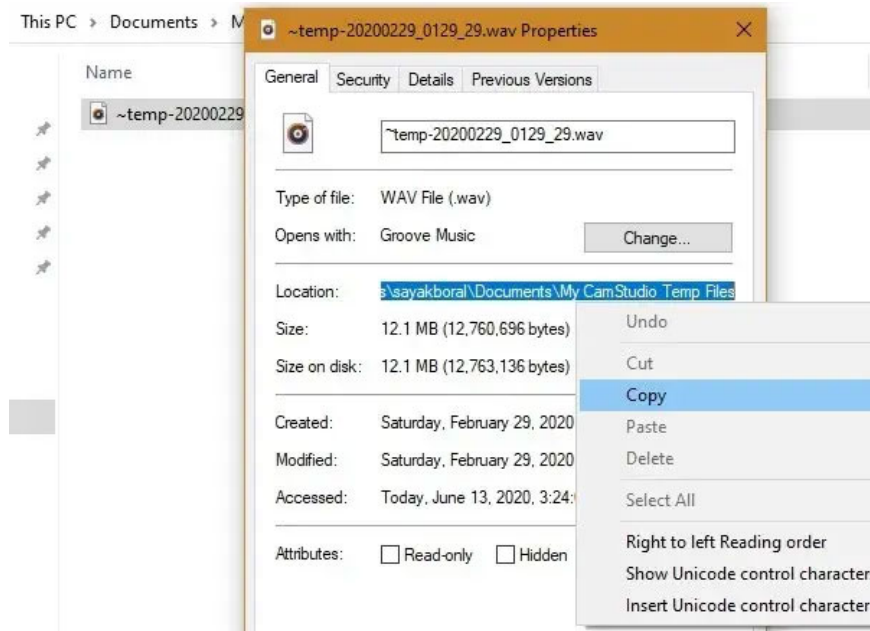 This PC > Documents > M
~temp-20200229_0129_29.wav Properties
Name
General Security Details Previous Versions
~temp-20200229
~temp-20200229_0129_29.wav
Type of file: WAV File (.wav)
Opens with: Groove Music Change...
Location: s\sayakboral\Documents\My CamStudio Temp Files
Size: 12.1 MB (12,760,696 bytes)
Size on disk: 12.1 MB (12,763,136 bytes)
Created: Saturday, February 29, 2020
Modified: Saturday, February 29, 2020
Accessed: Today, June 13, 2020, 3:24:
Attributes: Read-only Hidden
Undo
Cut
Copy
Paste
Delete
Select All
Right to left Reading order
Show Unicode control character
Insert Unicode control character